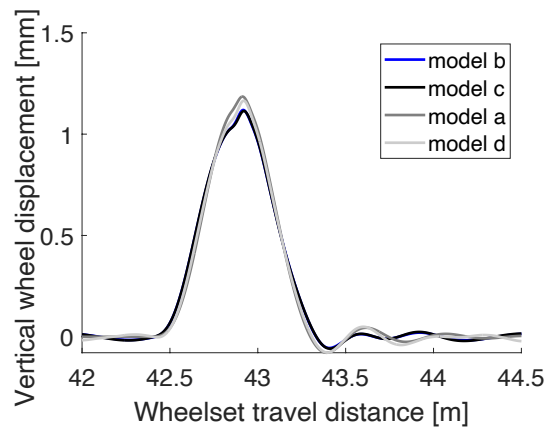 Vertical wheel displacement [mm]
1.5
1
0.5
0
model b
model c
model a
model d
42
42.5
43
43.5
44
44.5
Wheelset travel distance [m]